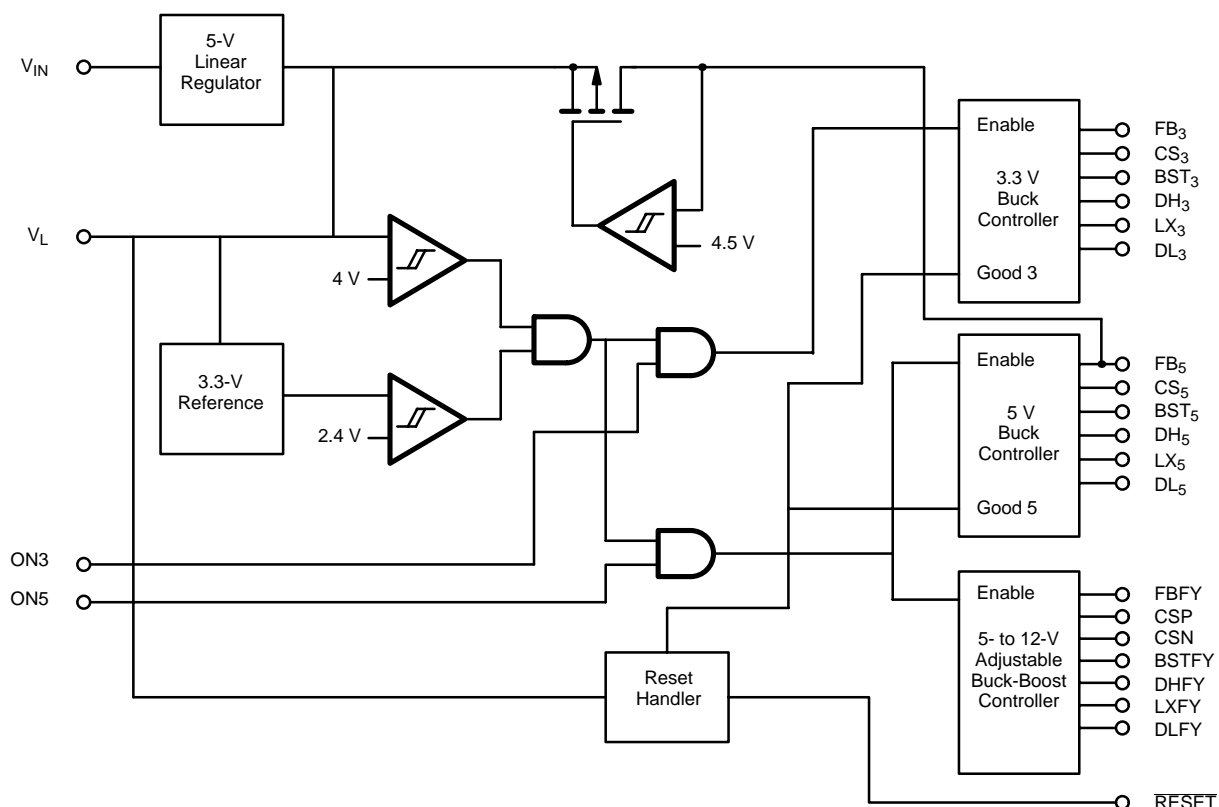 5-V
Linear
Regulator
V_IN
V_L
4 V
3.3-V
Reference
2.4 V
4.5 V
ON3
ON5
Reset
Handler
Enable
3.3 V
Buck
Controller
Good 3
FB_3
CS_3
BST_3
DH_3
LX_3
DL_3
Enable
5 V
Buck
Controller
Good 5
FB_5
CS_5
BST_5
DH_5
LX_5
DL_5
Enable
5- to 12-V
Adjustable
Buck-Boost
Controller
FBFY
CSP
CSN
BSTFY
DHFY
LXFY
DLFY
RESET